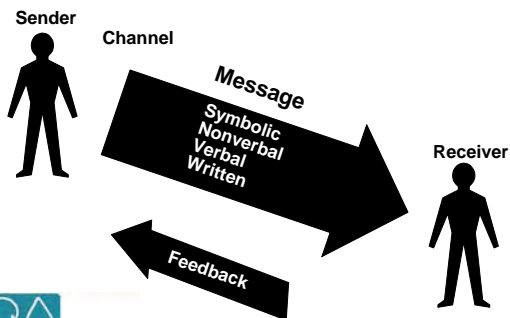 Sender
Channel
Message
Symbolic
Nonverbal
Verbal
Written
Receiver
Feedback